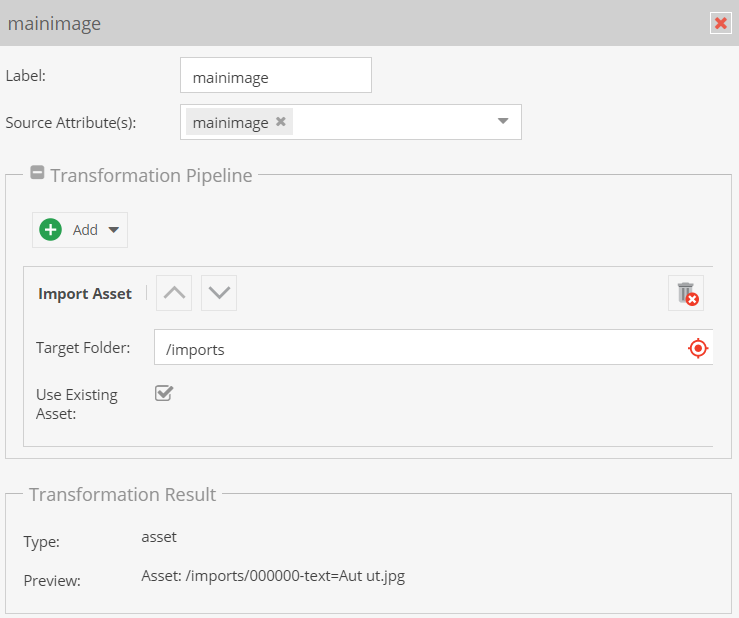 mainimage
Label:
mainimage
Source Attribute(s):
mainimage
Transformation Pipeline
Add
Import Asset
Target Folder:
/imports
Use Existing
Asset:
Transformation Result
Type:
asset
Preview:
Asset: /imports/000000-text=Aut ut.jpg